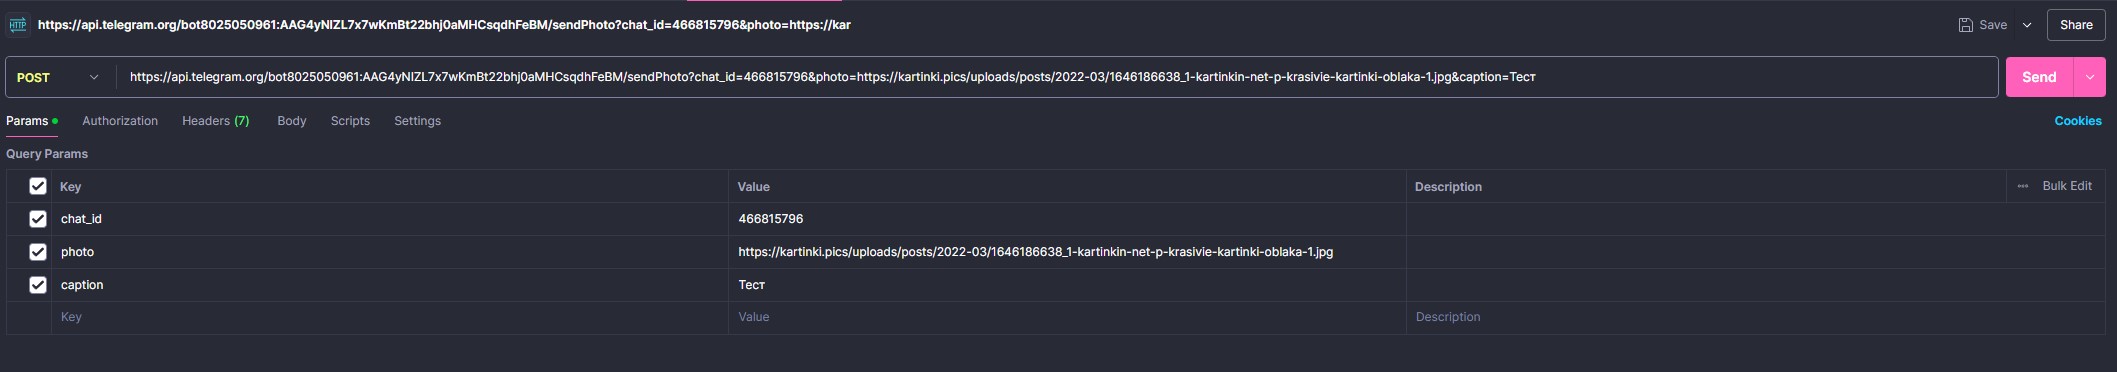 HTTP https://api.telegram.org/bot8025050961:AAG4yNIZL7x7wKmBt22bhj0aMHCsqdhFeBM/sendPhoto?chat_id=466815796&photo=https://kar Save Share
POST https://api.telegram.org/bot8025050961:AAG4yNIZL7x7wKmBt22bhj0aMHCsqdhFeBM/sendPhoto?chat_id=466815796&photo=https://kartinki.pics/uploads/posts/2022-03/1646186638_1-kartinkin-net-p-krasivie-kartinki-oblaka-1.jpg&caption=Тест Send
Params Authorization Headers (7) Body Scripts Settings Cookies
Query Params
Key Value Description Bulk Edit
chat_id 466815796
photo https://kartinki.pics/uploads/posts/2022-03/1646186638_1-kartinkin-net-p-krasivie-kartinki-oblaka-1.jpg
caption Тест
Key Value Description